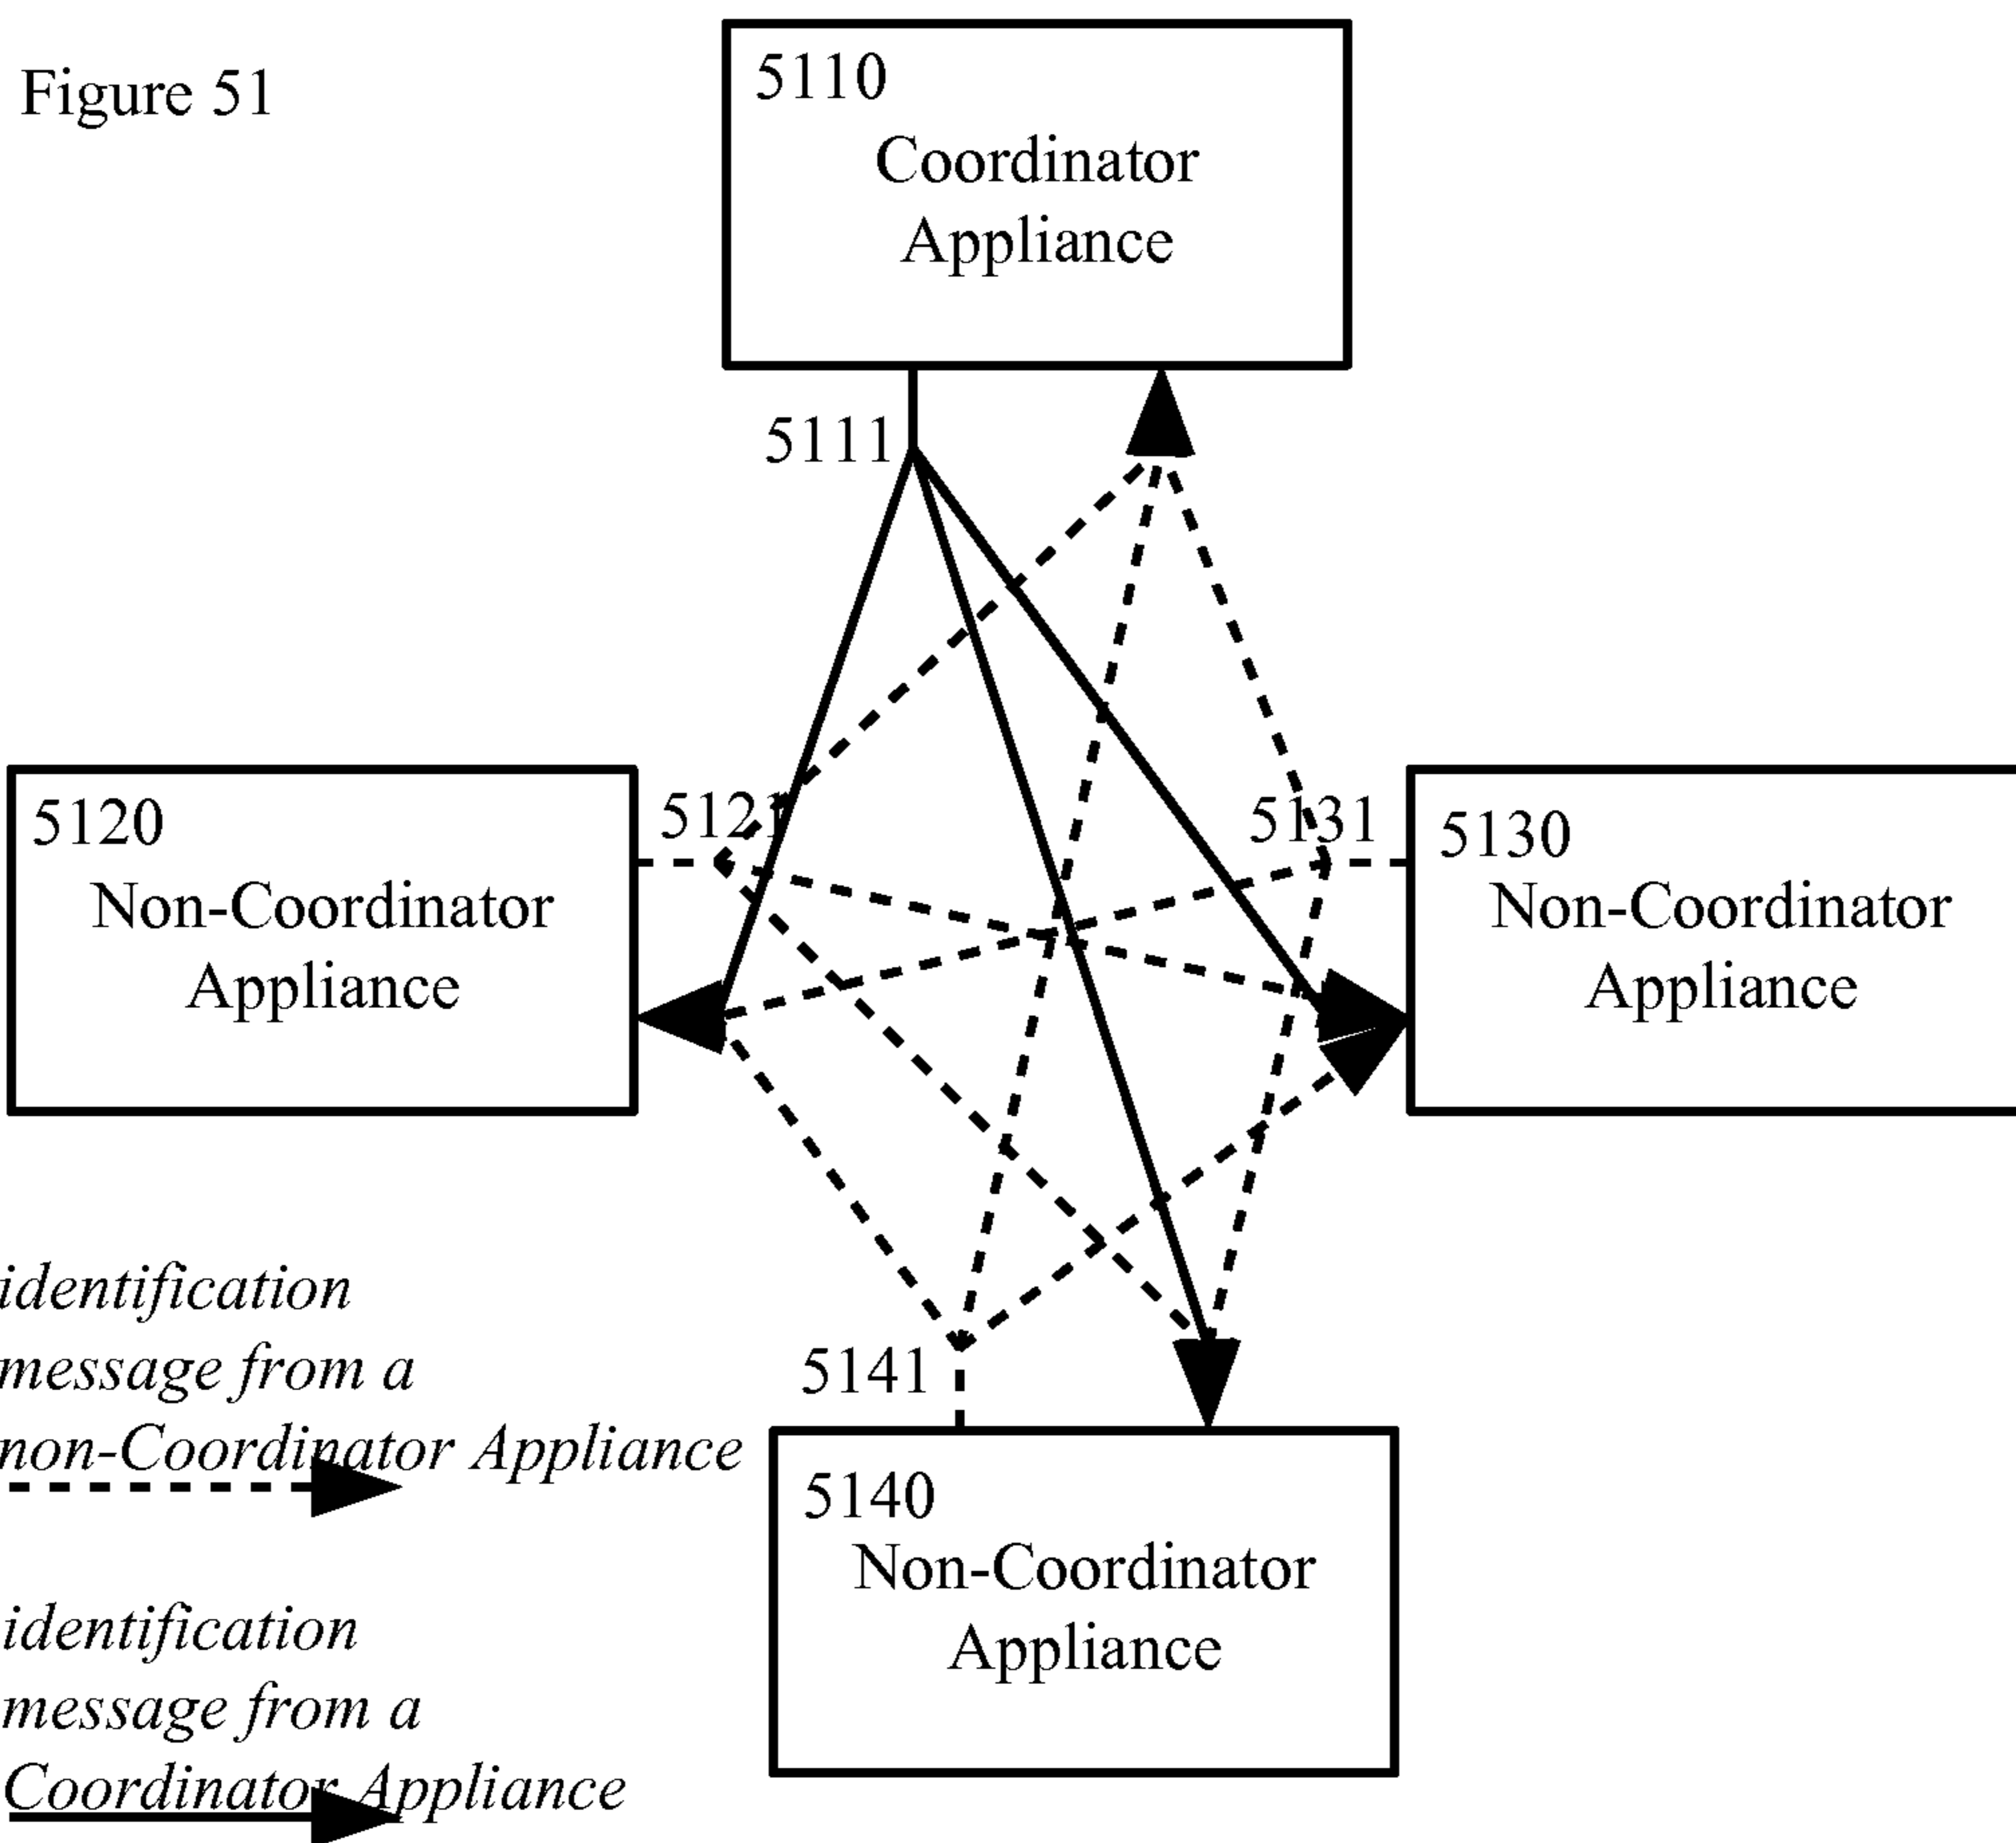 Figure 51
5110
Coordinator
Appliance
5111
5120
Non-Coordinator
Appliance
5121
5131
5130
Non-Coordinator
Appliance
identification
message from a
non-Coordinator Appliance
5141
5140
Non-Coordinator
Appliance
identification
message from a
Coordinator Appliance